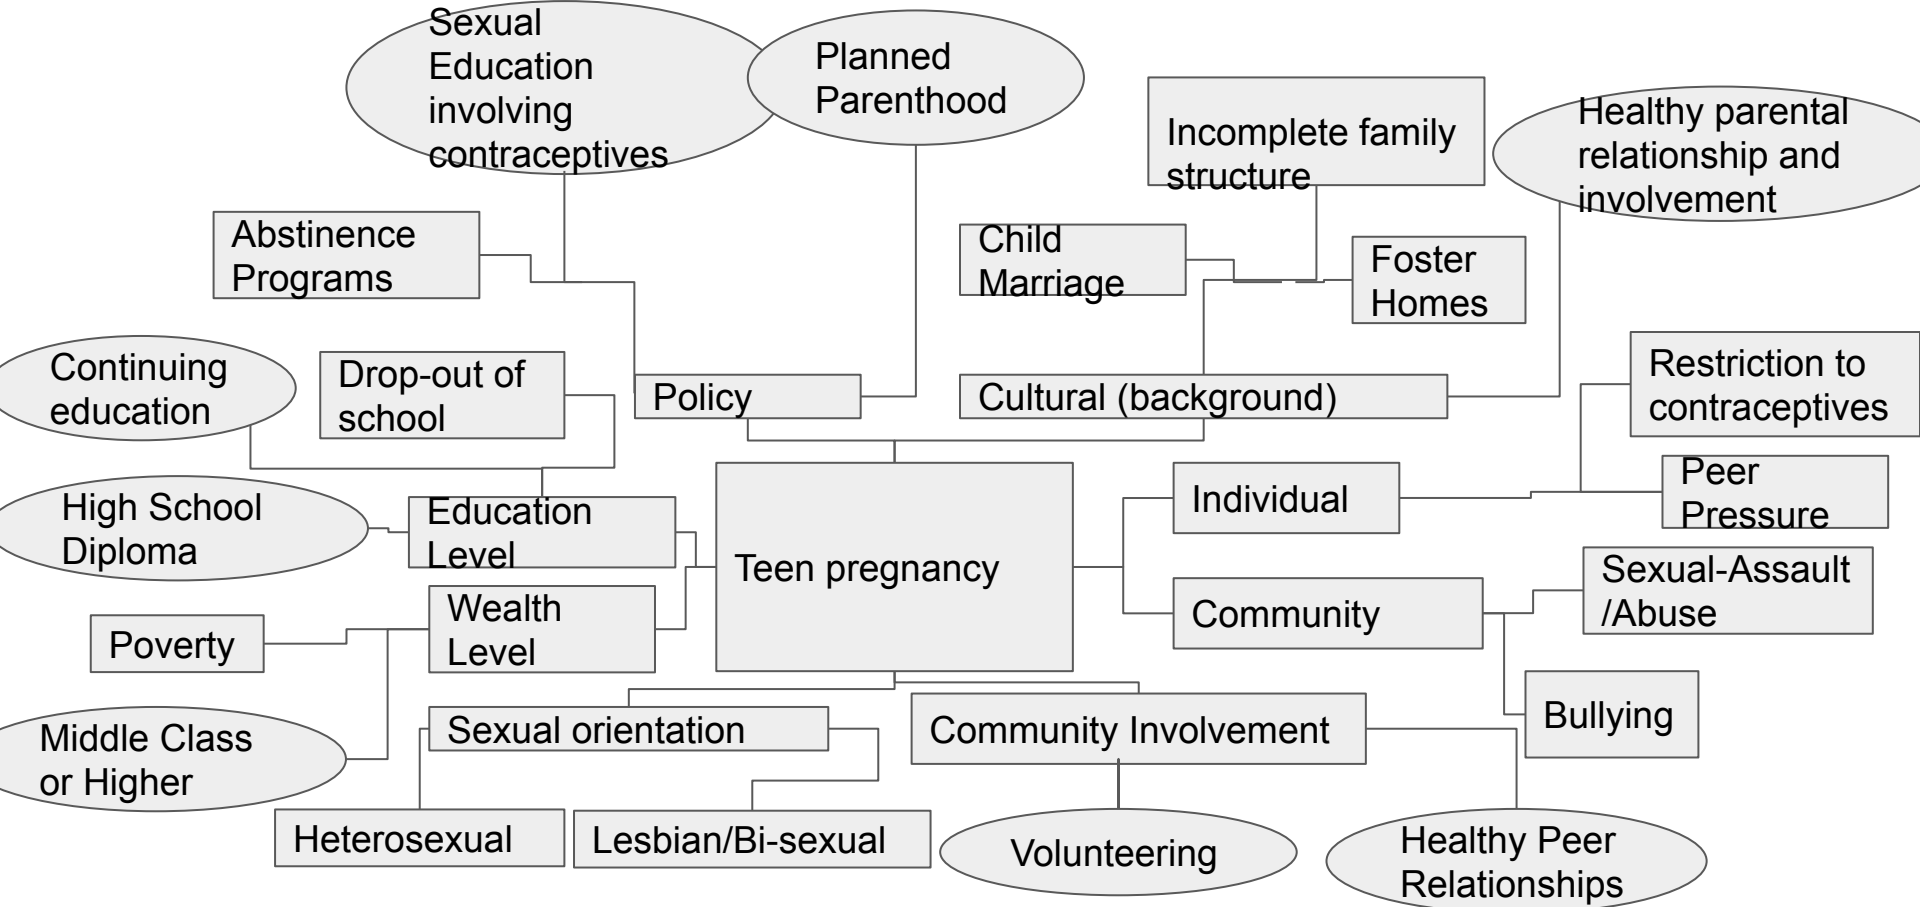 Sexual
Education
involving
contraceptives
Planned
Parenthood
Incomplete family
structure
Healthy parental
relationship and
involvement
Abstinence
Programs
Child
Marriage
Foster
Homes
Continuing
education
Drop-out of
school
Policy
Cultural (background)
Restriction to
contraceptives
High School
Diploma
Education
Level
Teen pregnancy
Individual
Peer
Pressure
Wealth
Level
Community
Sexual-Assault
/Abuse
Poverty
Middle Class
or Higher
Sexual orientation
Community Involvement
Bullying
Heterosexual
Lesbian/Bi-sexual
Volunteering
Healthy Peer
Relationships